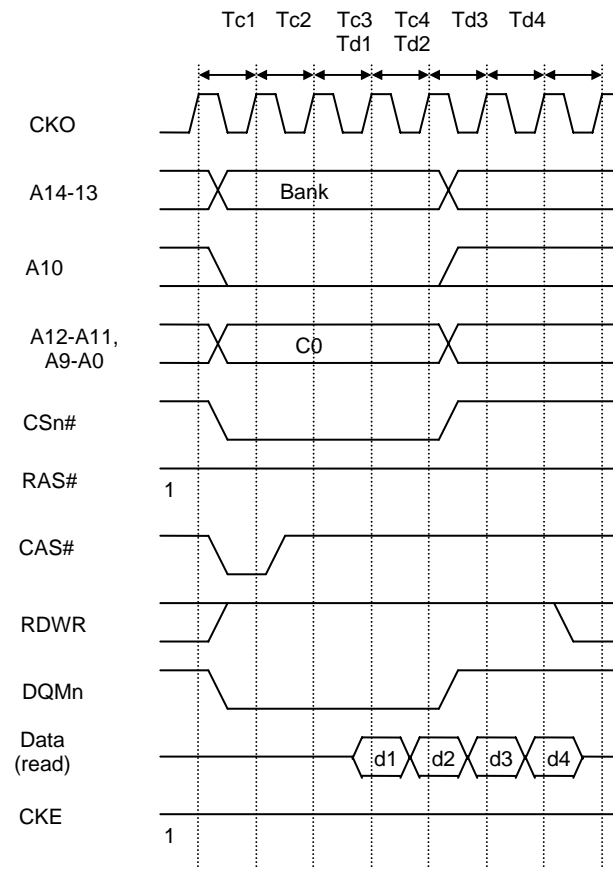 Tc1 Tc2 Tc3 Tc4 Td3 Td4
Td1 Td2
CKO
A14-13 Bank
A10
A12-A11,
A9-A0 C0
CSn#
RAS# 1
CAS#
RDWR
DQMn
Data
(read) d1 d2 d3 d4
CKE 1